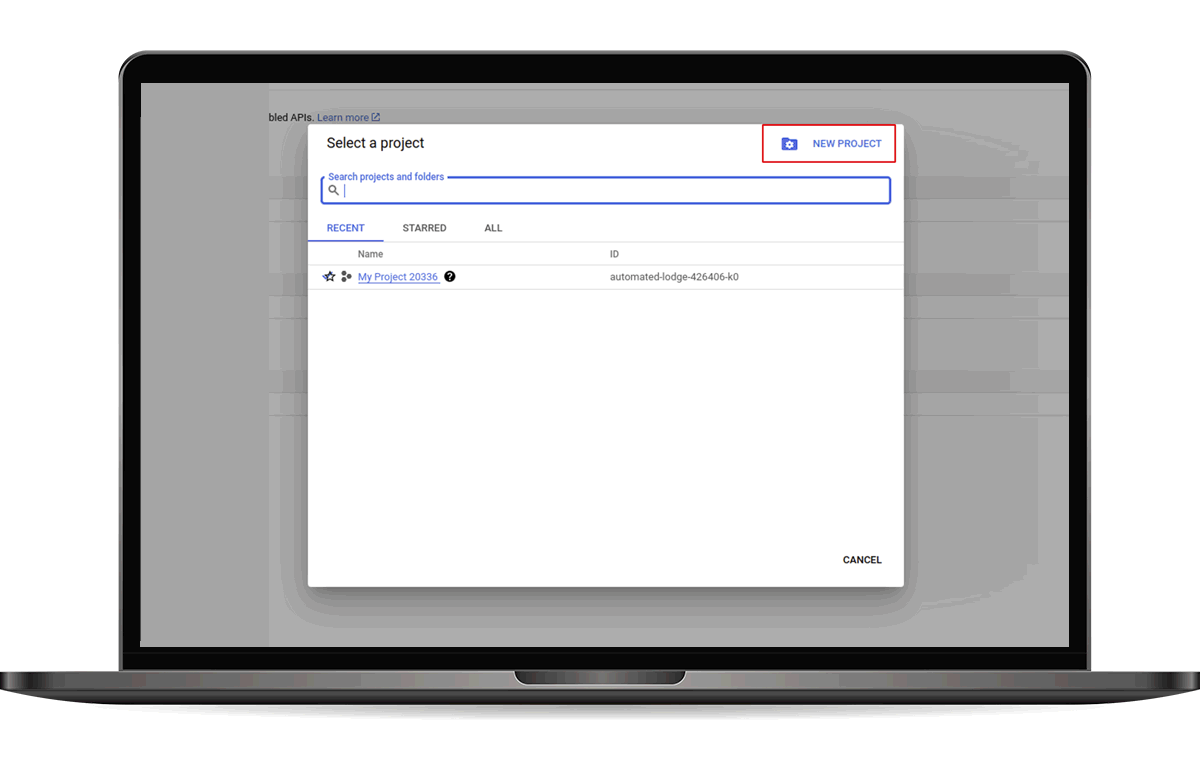 bled APIs. Learn more
Select a project
NEW PROJECT
Search projects and folders
RECENT STARRED ALL
Name ID
My Project 20336 automated-lodge-426406-k0
CANCEL